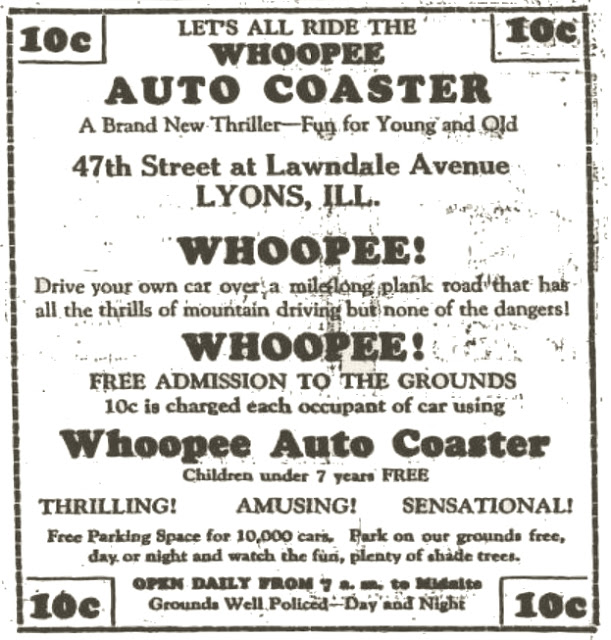 10c
LET'S ALL RIDE THE
10c
WHOOPEE
AUTO COASTER
A Brand New Thriller—Fun for Young and Old
47th Street at Lawndale Avenue
LYONS, ILL.
WHOOPEE!
Drive your own car over a mile long plank road that has
all the thrills of mountain driving but none of the dangers!
WHOOPEE!
FREE ADMISSION TO THE GROUNDS
10c is charged each occupant of car using
Whoopee Auto Coaster
Children under 7 years FREE
THRILLING! AMUSING! SENSATIONAL!
Free Parking Space for 10,000 cars. Park on our grounds free,
day or night and watch the fun, plenty of shade trees.
OPEN DAILY FROM 7 a. m. to Midnite
Grounds Well Policed—Day and Night
10c
10c